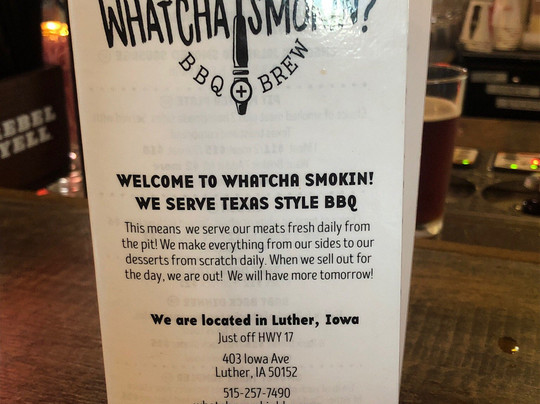 WHATCHA SMOKIN?
BBQ + BREW
REBEL
YELL
WELCOME TO WHATCHA SMOKIN!
WE SERVE TEXAS STYLE BBQ
This means we serve our meats fresh daily from
the pit! We make everything from our sides to our
desserts from scratch daily. When we sell out for
the day, we are out! We will have more tomorrow!
We are located in Luther, Iowa
Just off HWY 17
403 Iowa Ave
Luther, IA 50152
515-257-7490